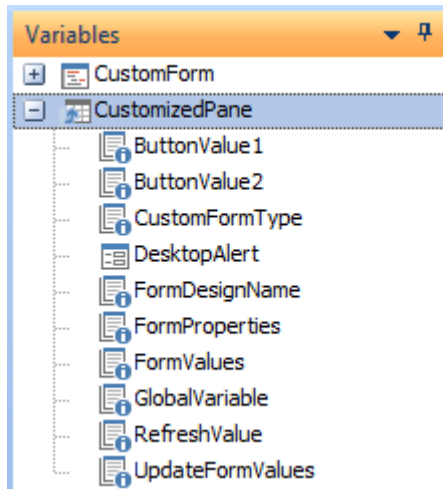 Variables
CustomForm
CustomizedPane
ButtonValue1
ButtonValue2
CustomFormType
DesktopAlert
FormDesignName
FormProperties
FormValues
GlobalVariable
RefreshValue
UpdateFormValues